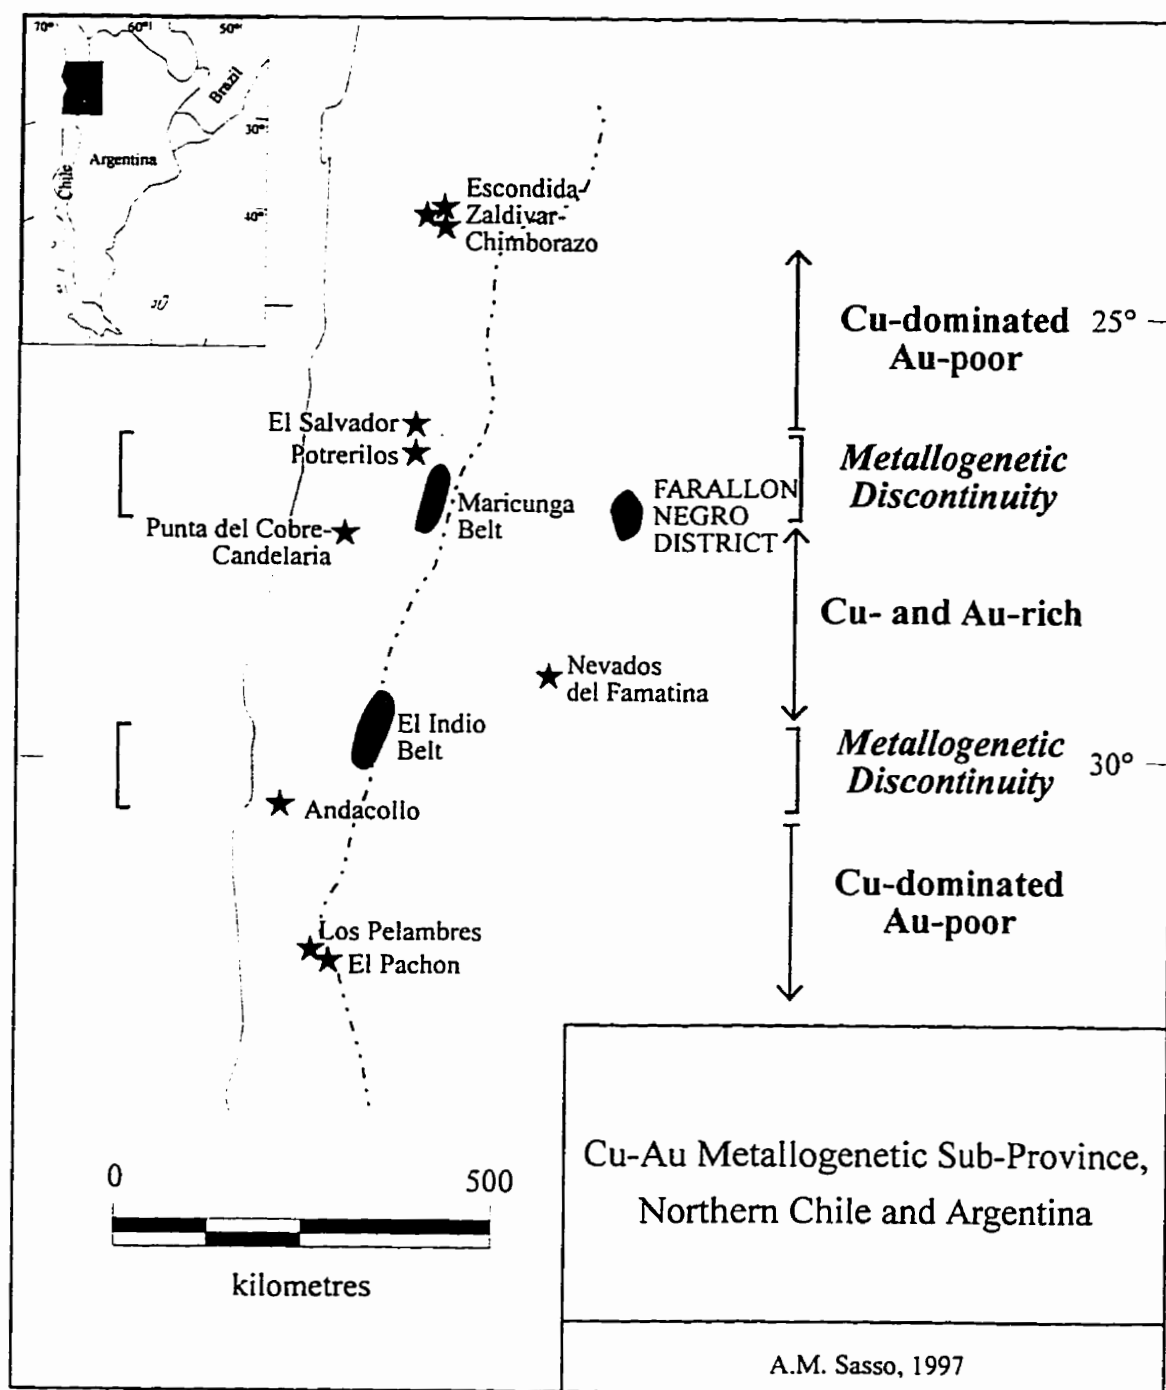 70°
60°
50°
Brazil
30°
Argentina
Chile
40°
Escondida-
Zaldivar-
Chimborazo
Cu-dominated
Au-poor
25°
El Salvador
Potrerilos
Maricunga
Belt
FARALLON
NEGRO
DISTRICT
Metallogenetic
Discontinuity
Punta del Cobre-
Candelaria
Cu- and Au-rich
Nevados
del Famatina
El Indio
Belt
Metallogenetic
Discontinuity
30°
Andacollo
Cu-dominated
Au-poor
Los Pelambres
El Pachon
0
500
kilometres
Cu-Au Metallogenetic Sub-Province,
Northern Chile and Argentina
A.M. Sasso, 1997